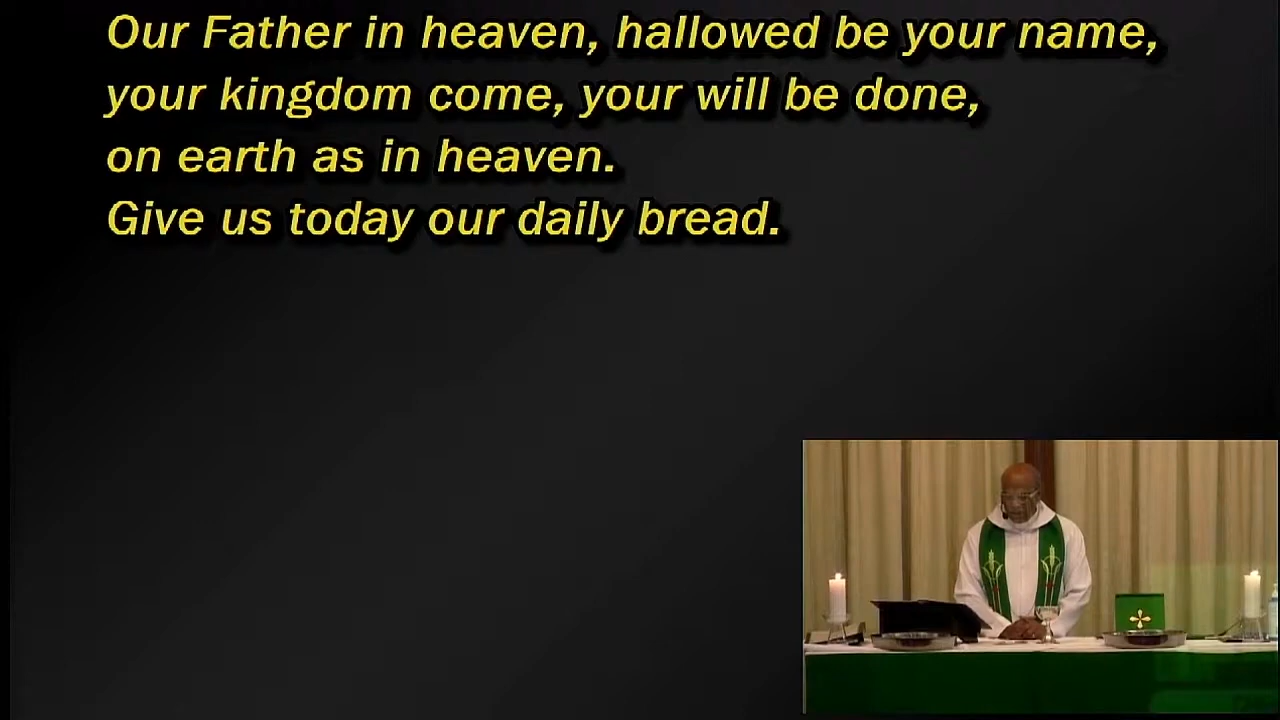 Our Father in heaven, hallowed be your name,
your kingdom come, your will be done,
on earth as in heaven.
Give us today our daily bread.